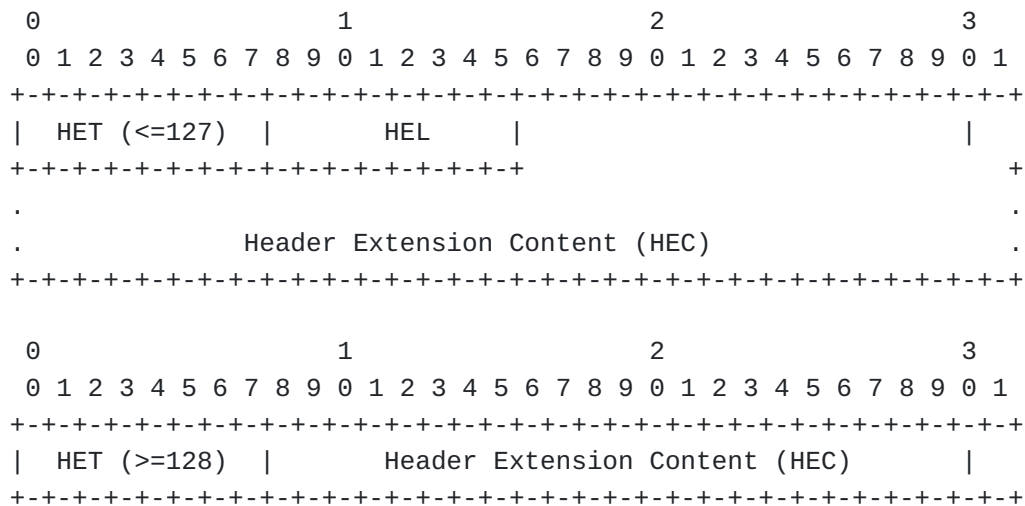 0                   1                   2                   3
 0 1 2 3 4 5 6 7 8 9 0 1 2 3 4 5 6 7 8 9 0 1 2 3 4 5 6 7 8 9 0 1
+-+-+-+-+-+-+-+-+-+-+-+-+-+-+-+-+-+-+-+-+-+-+-+-+-+-+-+-+-+-+-+-+
|  HET (<=127)  |       HEL     |                            |
+-+-+-+-+-+-+-+-+-+-+-+-+-+-+-+-+                               +
.                                                               .
.              Header Extension Content (HEC)                   .
+-+-+-+-+-+-+-+-+-+-+-+-+-+-+-+-+-+-+-+-+-+-+-+-+-+-+-+-+-+-+-+-+

 0                   1                   2                   3
 0 1 2 3 4 5 6 7 8 9 0 1 2 3 4 5 6 7 8 9 0 1 2 3 4 5 6 7 8 9 0 1
+-+-+-+-+-+-+-+-+-+-+-+-+-+-+-+-+-+-+-+-+-+-+-+-+-+-+-+-+-+-+-+-+
|  HET (>=128)  |       Header Extension Content (HEC)       |
+-+-+-+-+-+-+-+-+-+-+-+-+-+-+-+-+-+-+-+-+-+-+-+-+-+-+-+-+-+-+-+-+